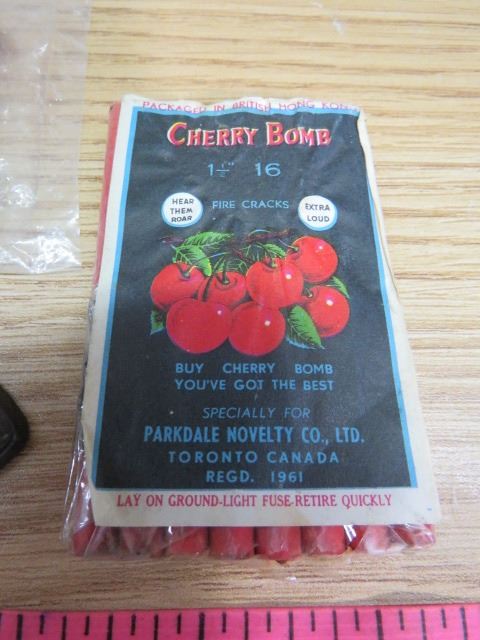 PACKAGED IN BRITISH HONG KONG
CHERRY BOMB
1½" 16
HEAR THEM ROAR
FIRE CRACKS
EXTRA LOUD
BUY CHERRY BOMB
YOU'VE GOT THE BEST
SPECIALLY FOR
PARKDALE NOVELTY CO., LTD.
TORONTO CANADA
REGD. 1961
LAY ON GROUND-LIGHT FUSE-RETIRE QUICKLY